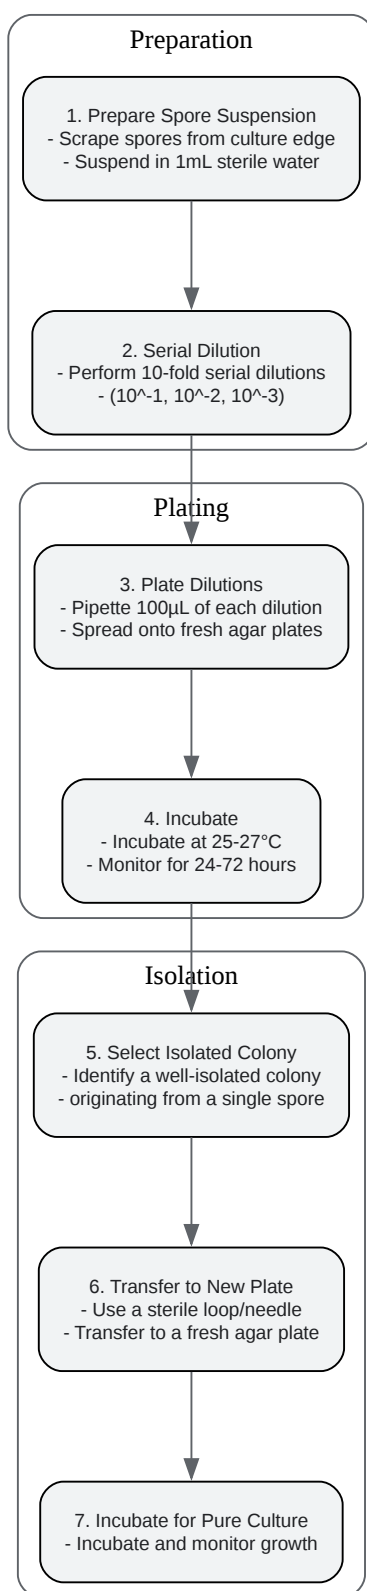 Preparation
1. Prepare Spore Suspension
- Scrape spores from culture edge
- Suspend in 1mL sterile water
2. Serial Dilution
- Perform 10-fold serial dilutions
- (10^-1, 10^-2, 10^-3)
Plating
3. Plate Dilutions
- Pipette 100µL of each dilution
- Spread onto fresh agar plates
4. Incubate
- Incubate at 25-27°C
- Monitor for 24-72 hours
Isolation
5. Select Isolated Colony
- Identify a well-isolated colony
- originating from a single spore
6. Transfer to New Plate
- Use a sterile loop/needle
- Transfer to a fresh agar plate
7. Incubate for Pure Culture
- Incubate and monitor growth